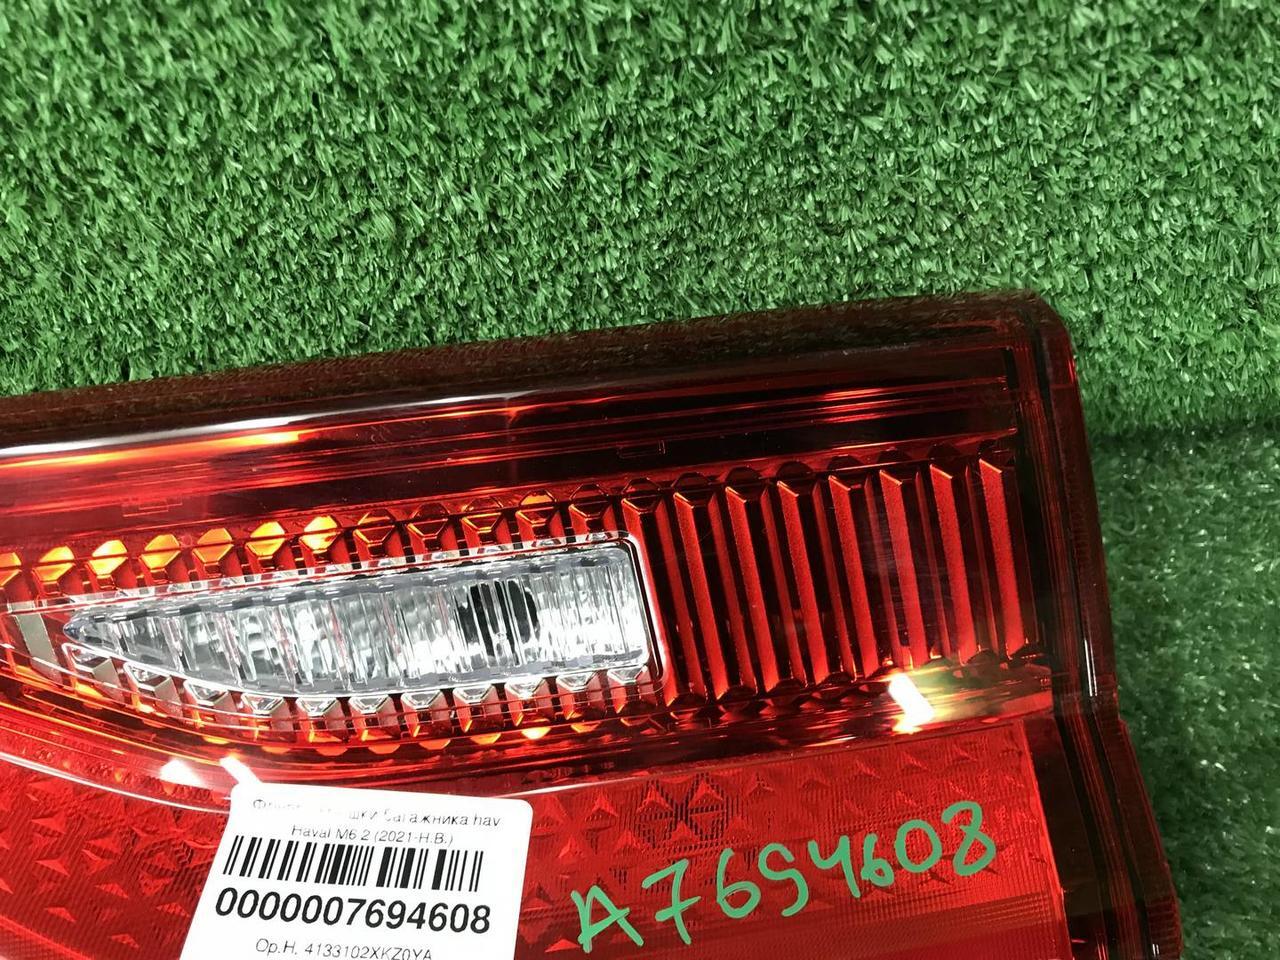 багажника hav
Haval M6 2 (2021-Н.В.)
0000007694608
Ор.Н. 4133102XKZ0YA
A7694608